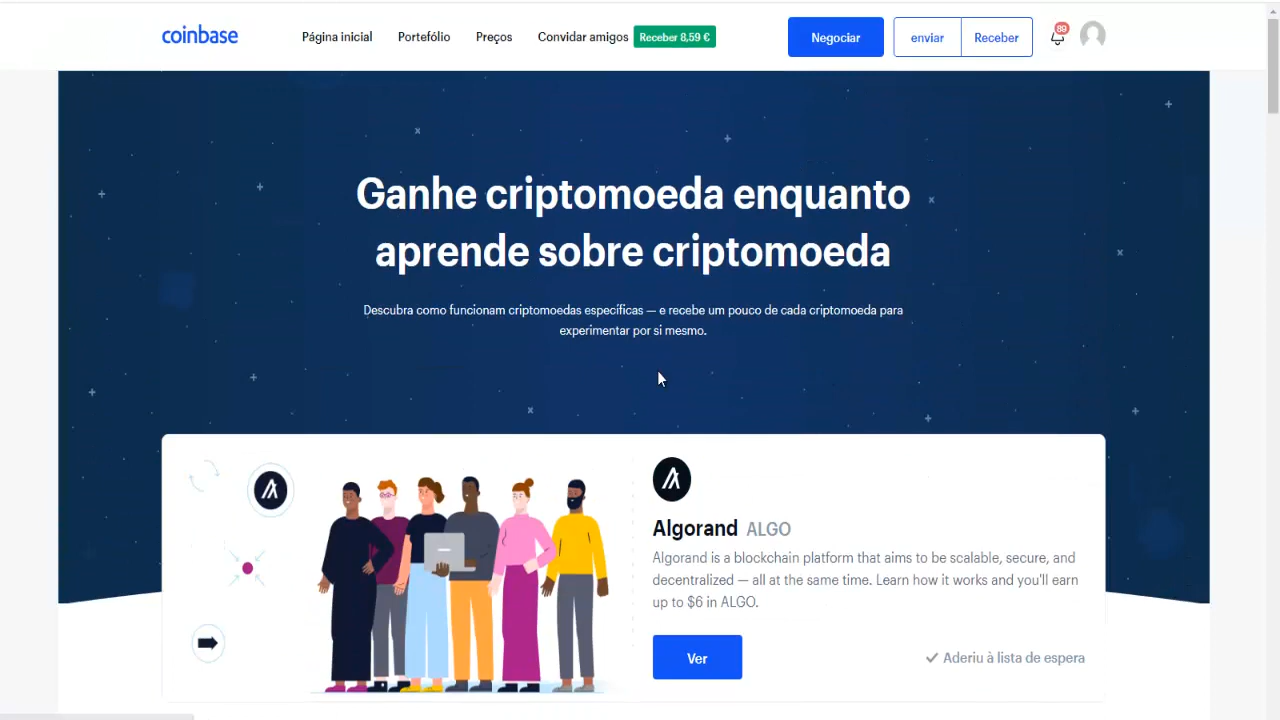 coinbase Página inicial Portefólio Preços Convidar amigos Receber 8,59 € Negociar enviar Receber 89
Ganhe criptomoeda enquanto
aprende sobre criptomoeda
Descubra como funcionam criptomoedas específicas — e recebe um pouco de cada criptomoeda para
experimentar por si mesmo.
Algorand ALGO
Algorand is a blockchain platform that aims to be scalable, secure, and
decentralized — all at the same time. Learn how it works and you'll earn
up to $6 in ALGO.
Ver Aderiu à lista de espera